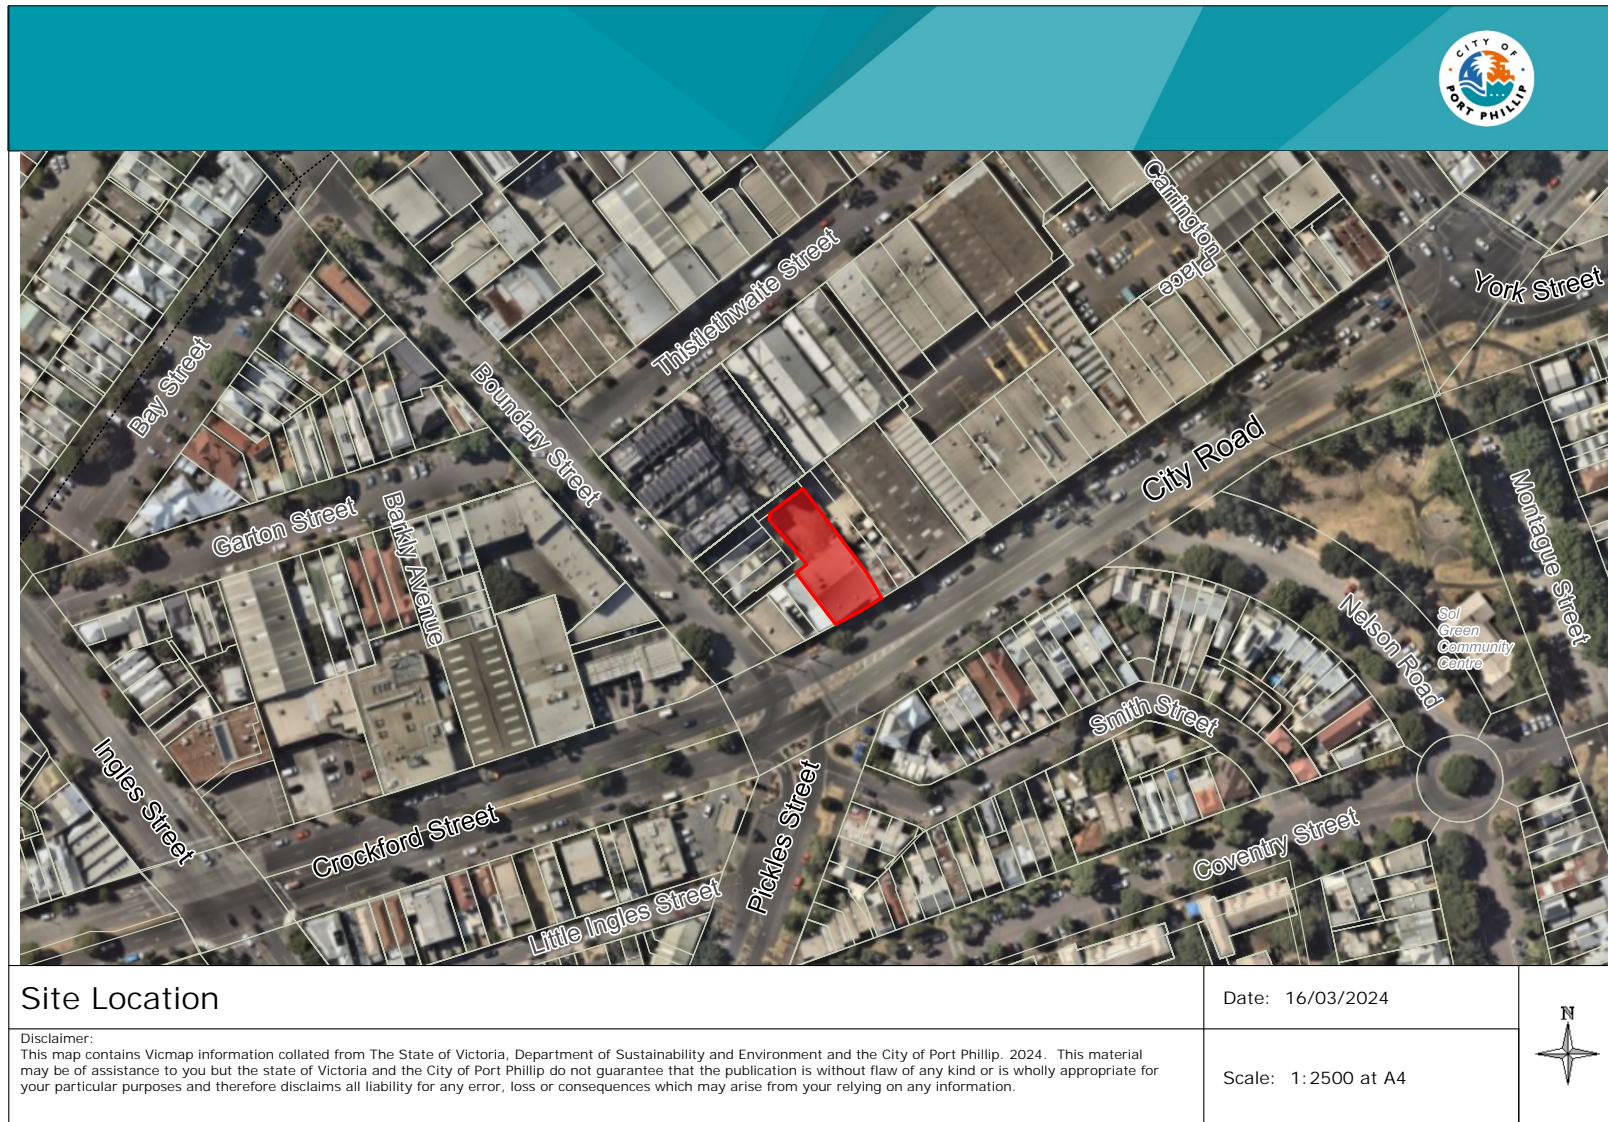 CITY OF
PORT PHILLIP
Carrington
Place
York Street
Thistlethwaite Street
Bay Street
Boundary Street
City Road
Montague Street
Garton Street
Barkly Avenue
Nelson Road
Sol
Green
Community
Centre
Smith Street
Ingles Street
Crockford Street
Pickles Street
Coventry Street
Little Ingles Street
Site Location
Date: 16/03/2024
N
Disclaimer:
This map contains Vicmap information collated from The State of Victoria, Department of Sustainability and Environment and the City of Port Phillip. 2024. This material
may be of assistance to you but the state of Victoria and the City of Port Phillip do not guarantee that the publication is without flaw of any kind or is wholly appropriate for
your particular purposes and therefore disclaims all liability for any error, loss or consequences which may arise from your relying on any information.
Scale: 1:2500 at A4